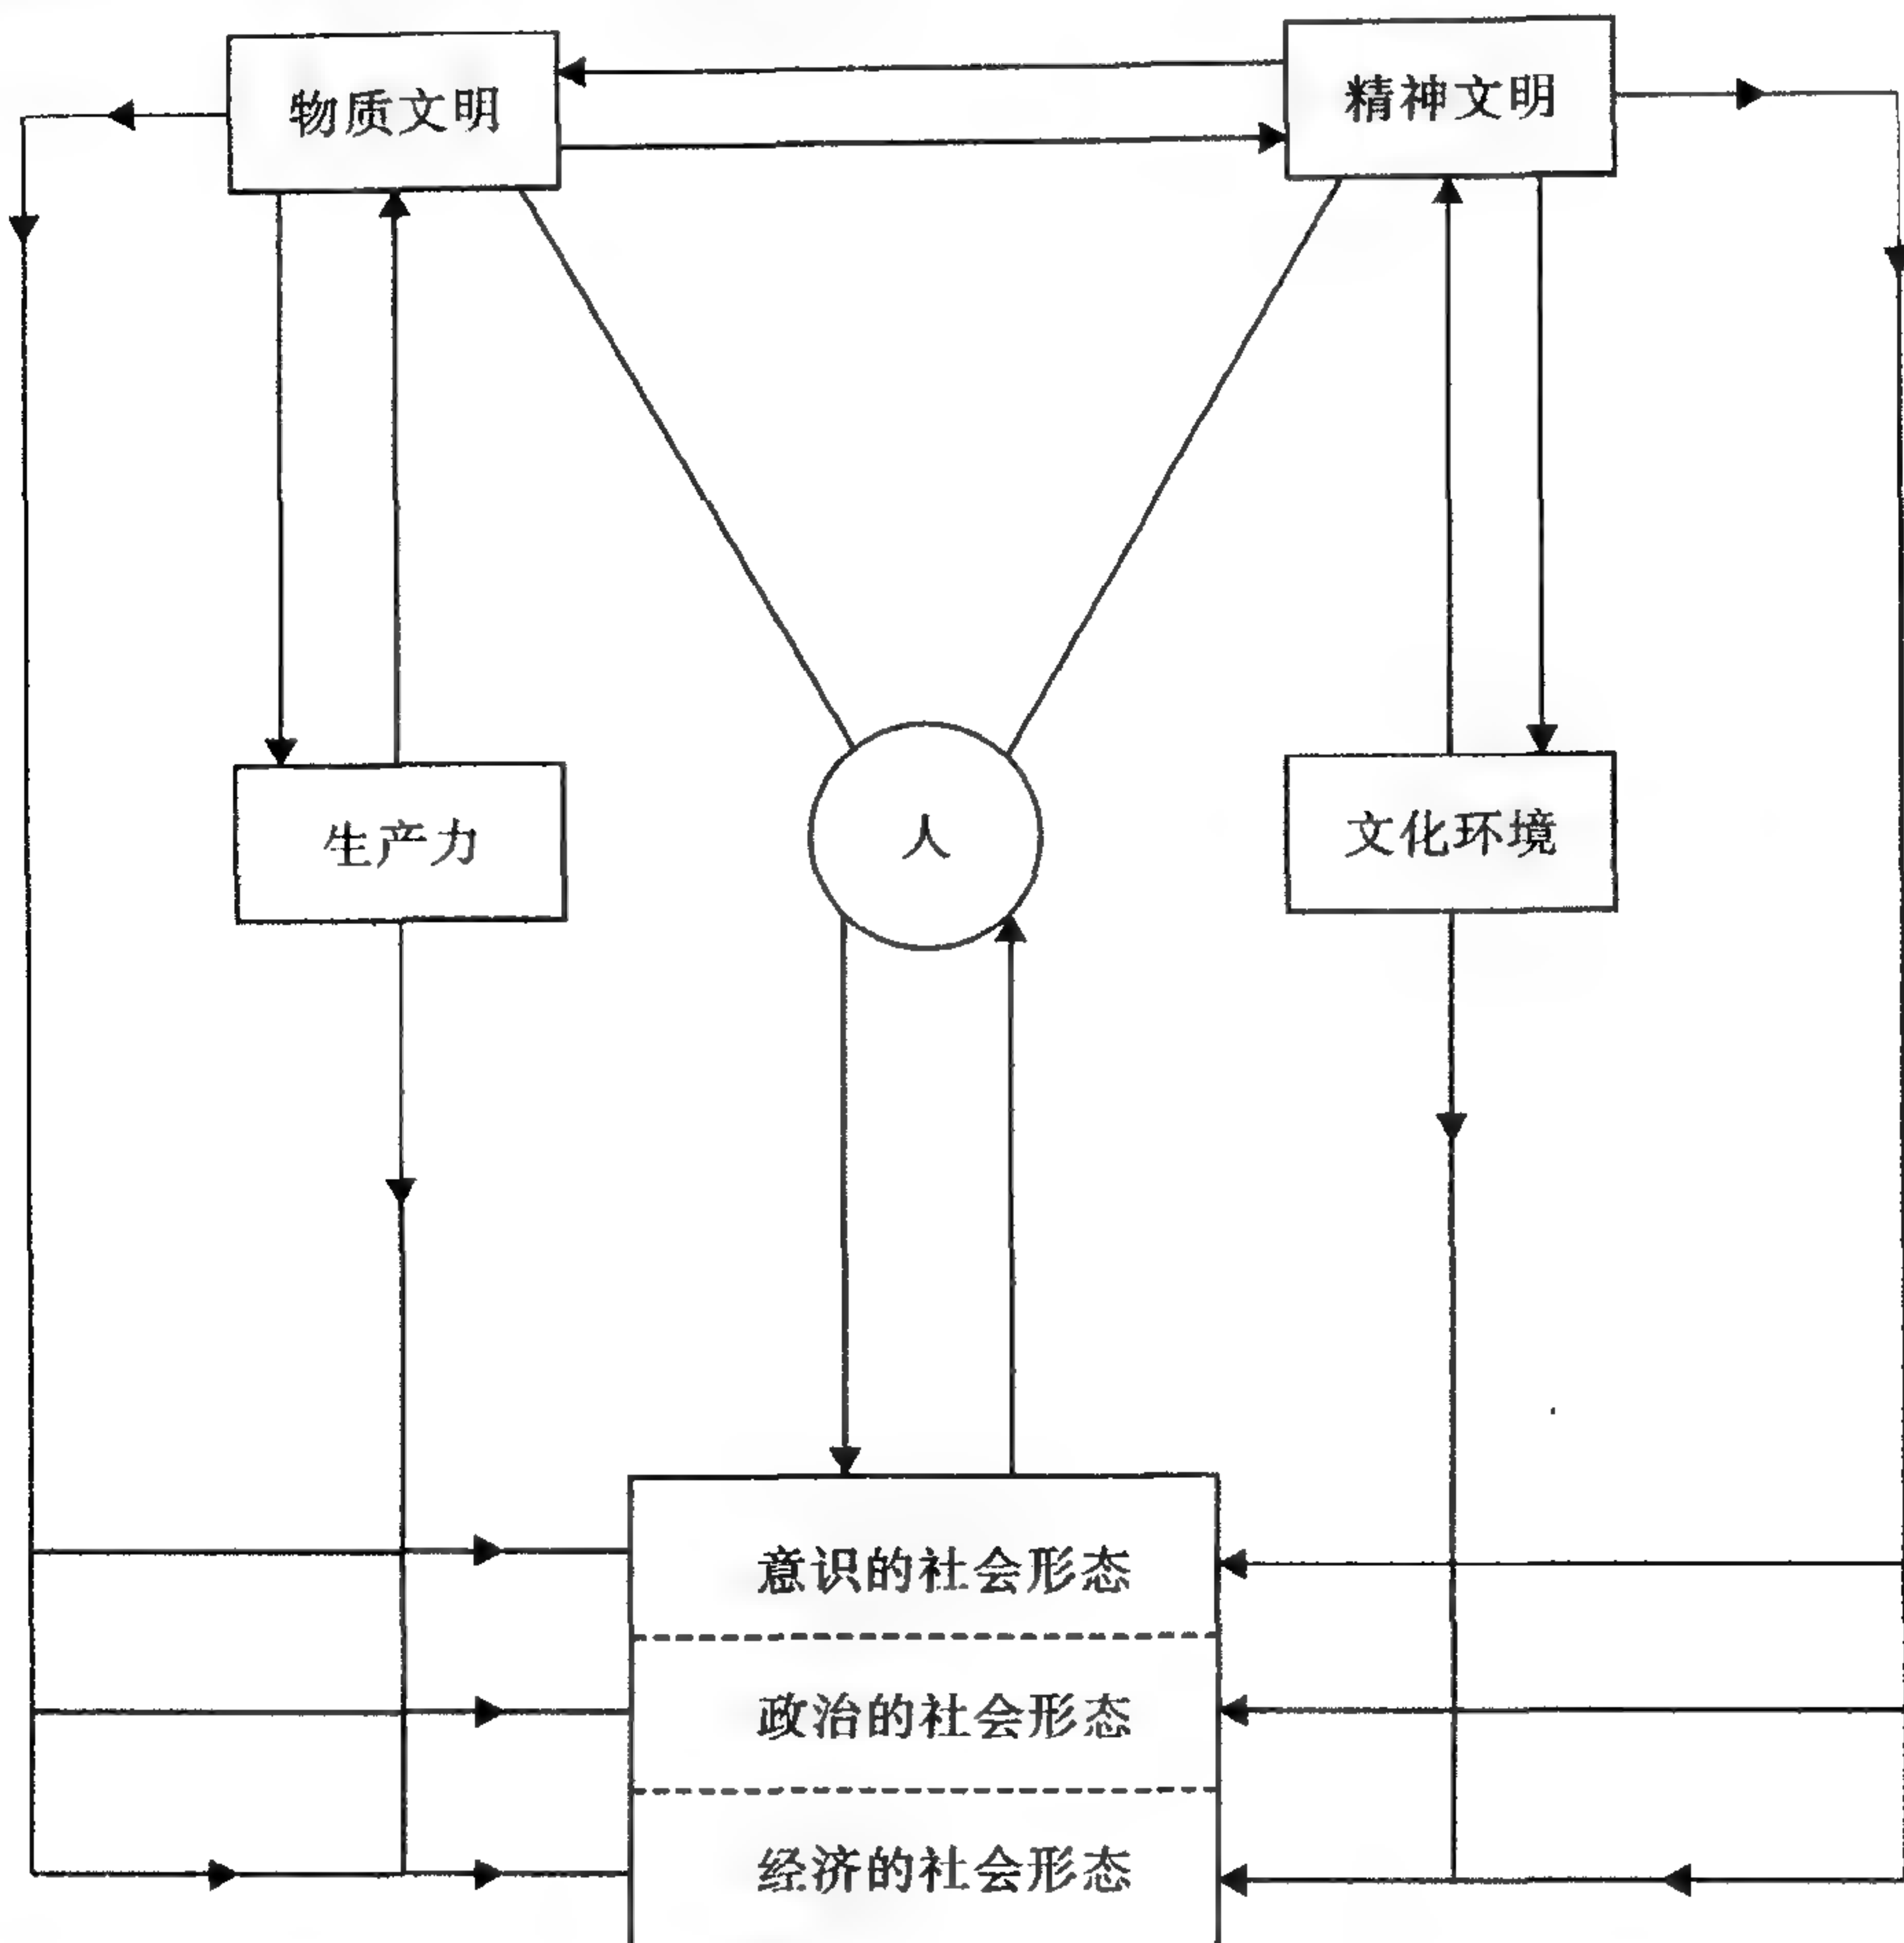 物质文明
精神文明
生产力
人
文化环境
意识的社会形态
政治的社会形态
经济的社会形态